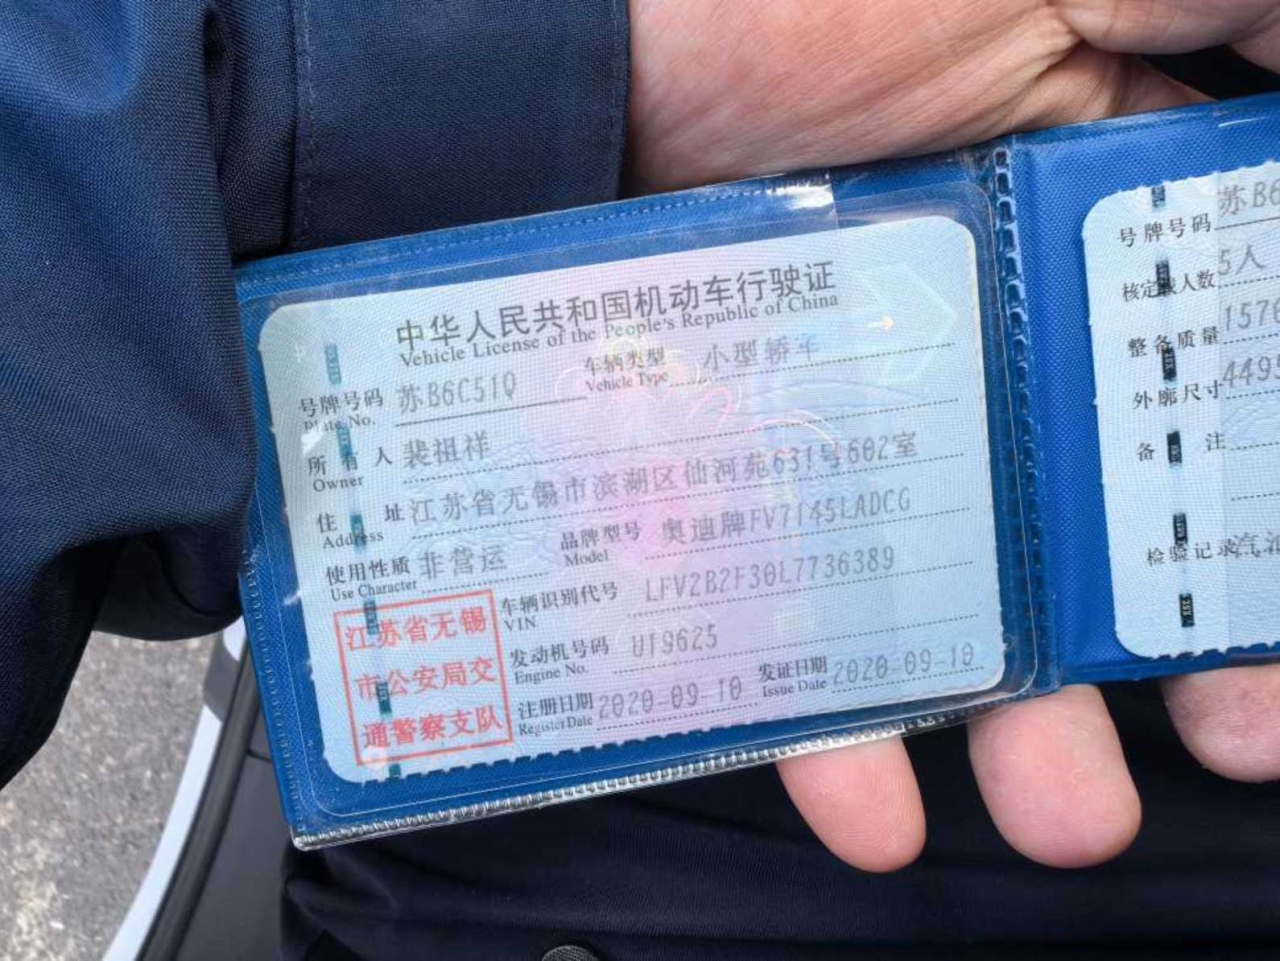 中华人民共和国机动车行驶证
Vehicle License of the People's Republic of China
号牌号码 苏B6C51Q 车辆类型 小型轿车
Plate No. Vehicle Type
所有人 裴祖祥
Owner
住址 江苏省无锡市滨湖区仙河苑631号602室
Address
使用性质 非营运 品牌型号 奥迪牌FV7145LADCG
Use Character Model
车辆识别代号 LFV2B2F30L7736389
VIN
发动机号码 U19625
Engine No.
注册日期 2020-09-10 发证日期 2020-09-10
Register Date Issue Date
江苏省无锡
市公安局交
通警察支队
号牌号码 苏B6
核定载人数 5人
整备质量 157
外廓尺寸 449
备注
检验记录 汽